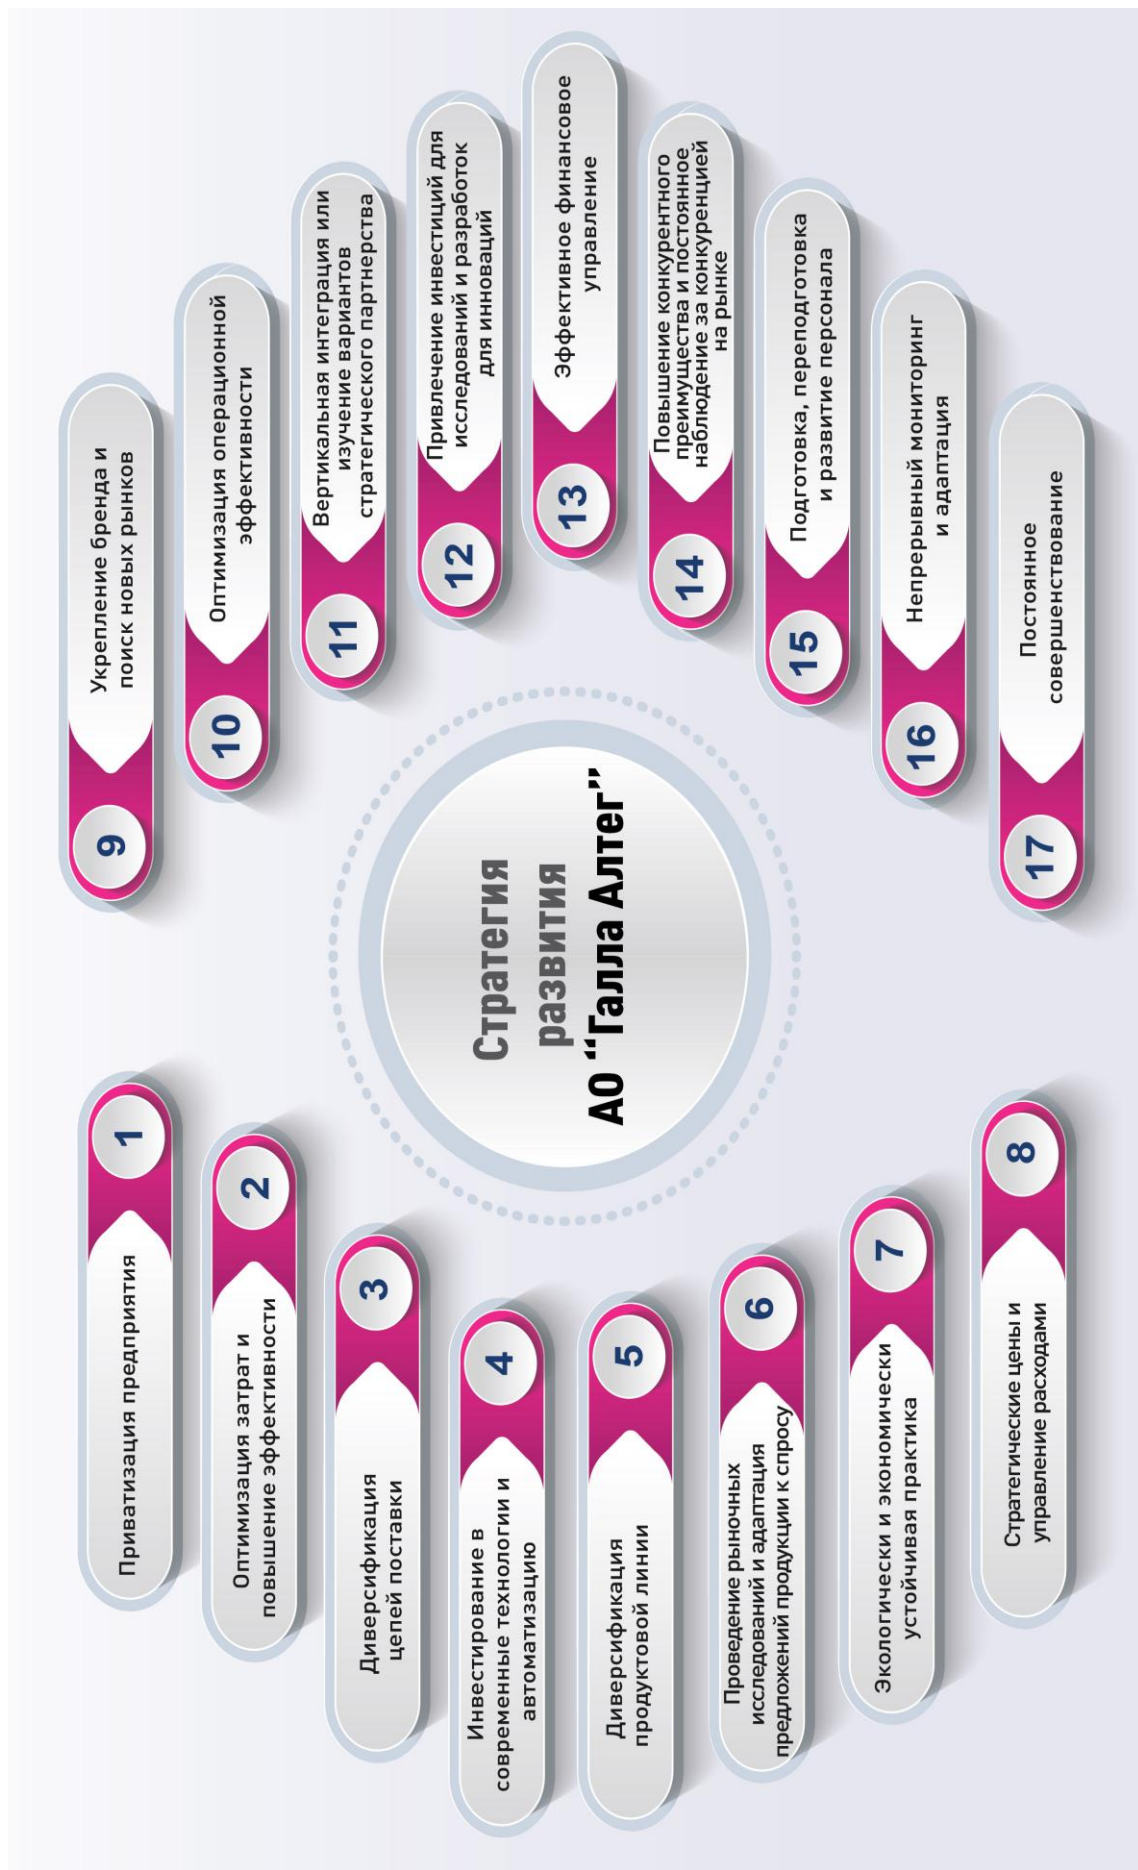 Стратегия
развития
АО “Галла Алтег”
1
Приватизация предприятия
2
Оптимизация затрат и
повышение эффективности
3
Диверсификация
цепей поставки
4
Инвестирование в
современные технологии и
автоматизацию
5
Диверсификация
продуктовой линии
6
Проведение рыночных
исследований и адаптация
предложений продукции к спросу
7
Экологически и экономически
устойчивая практика
8
Стратегические цены и
управление расходами
9
Укрепление бренда и
поиск новых рынков
10
Оптимизация операционной
эффективности
11
Вертикальная интеграция или
изучение вариантов
стратегического партнерства
12
Привлечение инвестиций для
исследований и разработок
для инноваций
13
Эффективное финансовое
управление
14
Повышение конкурентного
преимущества и постоянное
наблюдение за конкуренцией
на рынке
15
Подготовка, переподготовка
и развитие персонала
16
Непрерывный мониторинг
и адаптация
17
Постоянное
совершенствование